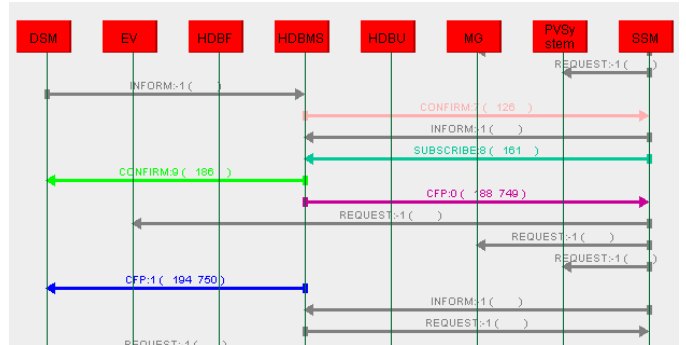 DSM EV HDBF HDBMS HDBU MG PVSy SSM
stem
REQUEST:-1 ( )
INFORM:-1 ( )
CONFIRM:7 ( 126 )
INFORM:-1 ( )
SUBSCRIBE:8 ( 161 )
CONFIRM:9 ( 186 )
CFP:0 ( 188 749)
REQUEST:-1 ( )
REQUEST:-1 ( )
REQUEST:-1 ( )
CFP:1 ( 194 750)
INFORM:-1 ( )
REQUEST:-1 ( )
REQUEST:-1 ( )